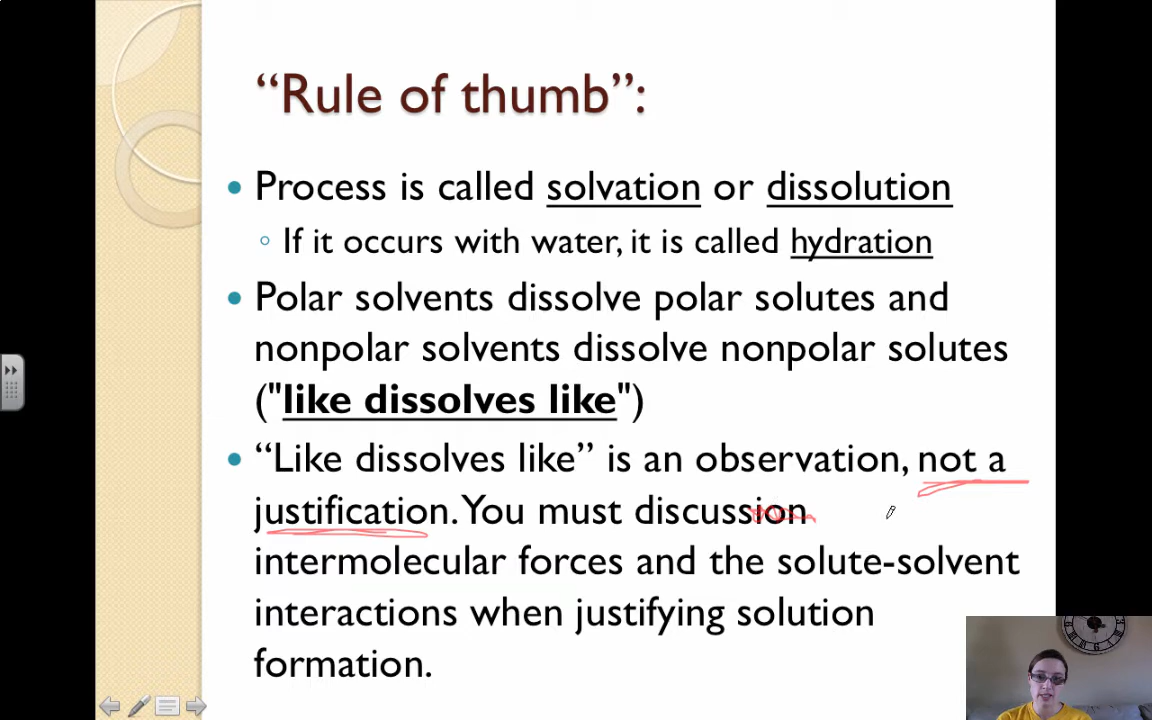 “Rule of thumb”:
Process is called solvation or dissolution
If it occurs with water, it is called hydration
Polar solvents dissolve polar solutes and
nonpolar solvents dissolve nonpolar solutes
("like dissolves like")
“Like dissolves like” is an observation, not a
justification. You must discussion
intermolecular forces and the solute-solvent
interactions when justifying solution
formation.